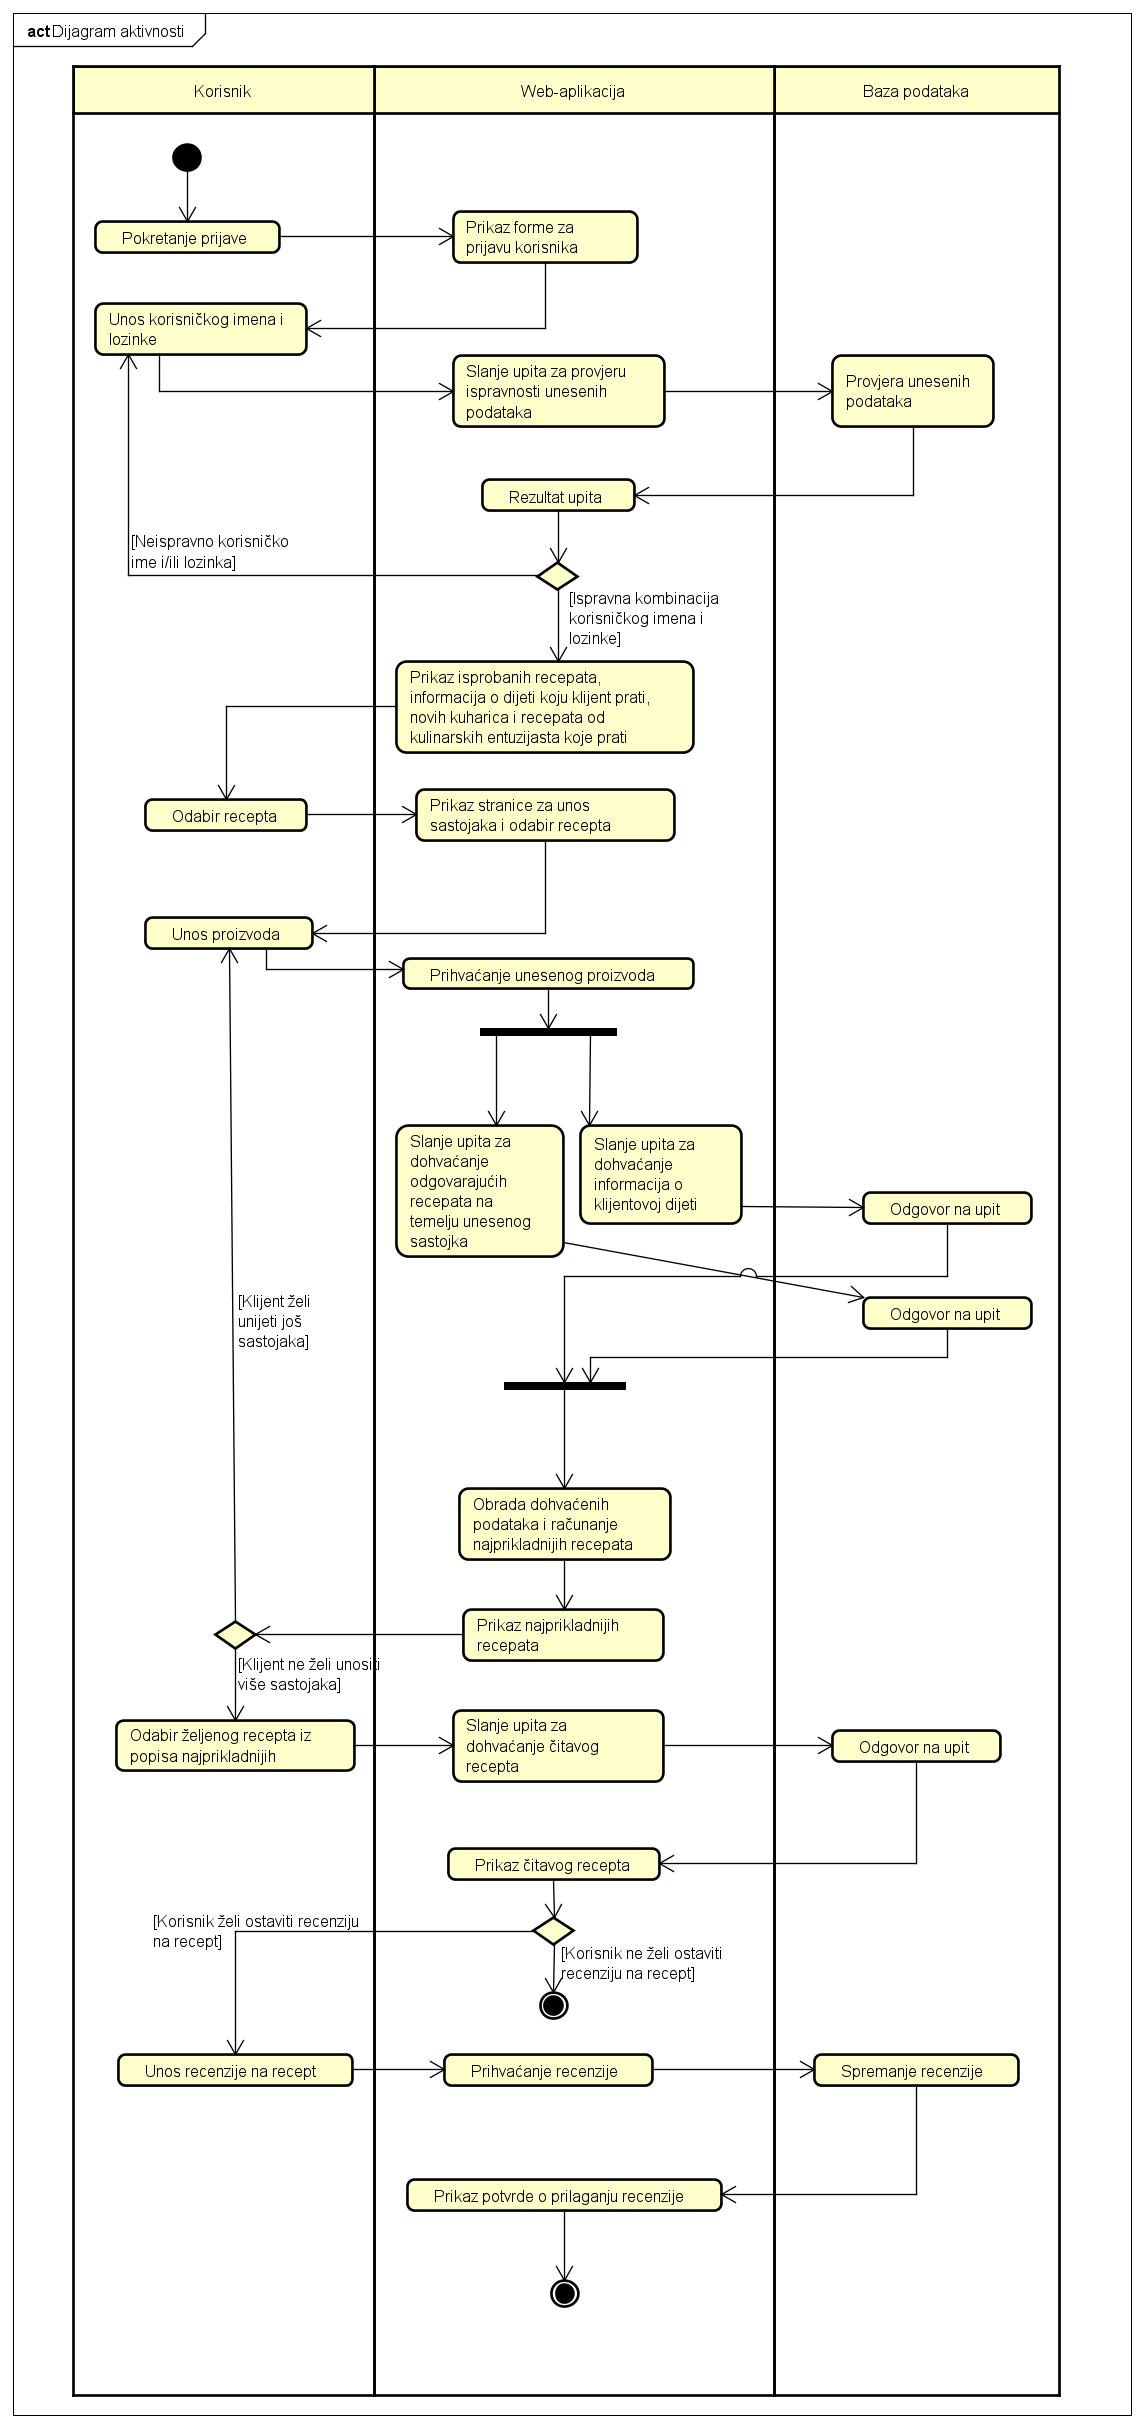 act Dijagram aktivnosti
Korisnik
Web-aplikacija
Baza podataka
Pokretanje prijave
Prikaz forme za
prijavu korisnika
Unos korisničkog imena i
lozinke
Slanje upita za provjeru
ispravnosti unesenih
podataka
Provjera unesenih
podataka
Rezultat upita
[Neispravno korisničko
ime i/ili lozinka]
[Ispravna kombinacija
korisničkog imena i
lozinke]
Prikaz isprobanih recepata,
informacija o dijeti koju klijent prati,
novih kuharica i recepata od
kulinarskih entuzijasta koje prati
Odabir recepta
Prikaz stranice za unos
sastojaka i odabir recepta
Unos proizvoda
Prihvaćanje unesenog proizvoda
Slanje upita za
dohvaćanje
odgovarajućih
recepata na
temelju unesenog
sastojka
Slanje upita za
dohvaćanje
informacija o
klijentovoj dijeti
Odgovor na upit
Odgovor na upit
[Klijent želi
unijeti još
sastojaka]
Obrada dohvaćenih
podataka i računanje
najprikladnijih recepata
Prikaz najprikladnijih
recepata
[Klijent ne želi unositi
više sastojaka]
Odabir željenog recepta iz
popisa najprikladnijih
Slanje upita za
dohvaćanje čitavog
recepta
Odgovor na upit
Prikaz čitavog recepta
[Korisnik želi ostaviti recenziju
na recept]
[Korisnik ne želi ostaviti
recenziju na recept]
Unos recenzije na recept
Prihvaćanje recenzije
Spremanje recenzije
Prikaz potvrde o prilaganju recenzije